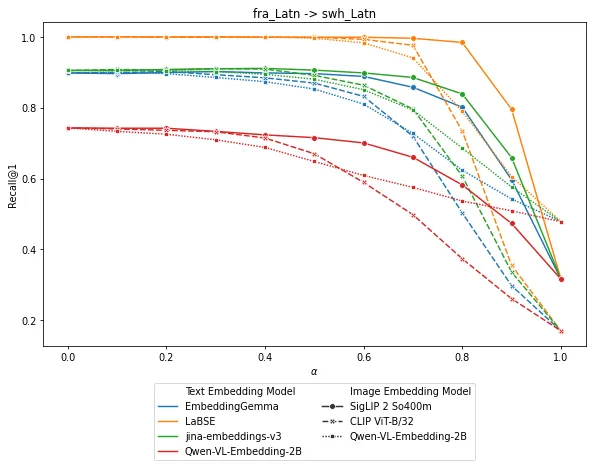 fra_Latn -> swh_Latn
Recall@1
1.0
0.8
0.6
0.4
0.2
0.0 0.2 0.4 0.6 0.8 1.0
α
Text Embedding Model
EmbeddingGemma
LaBSE
jina-embeddings-v3
Qwen-VL-Embedding-2B
Image Embedding Model
SigLIP 2 So400m
CLIP ViT-B/32
Qwen-VL-Embedding-2B